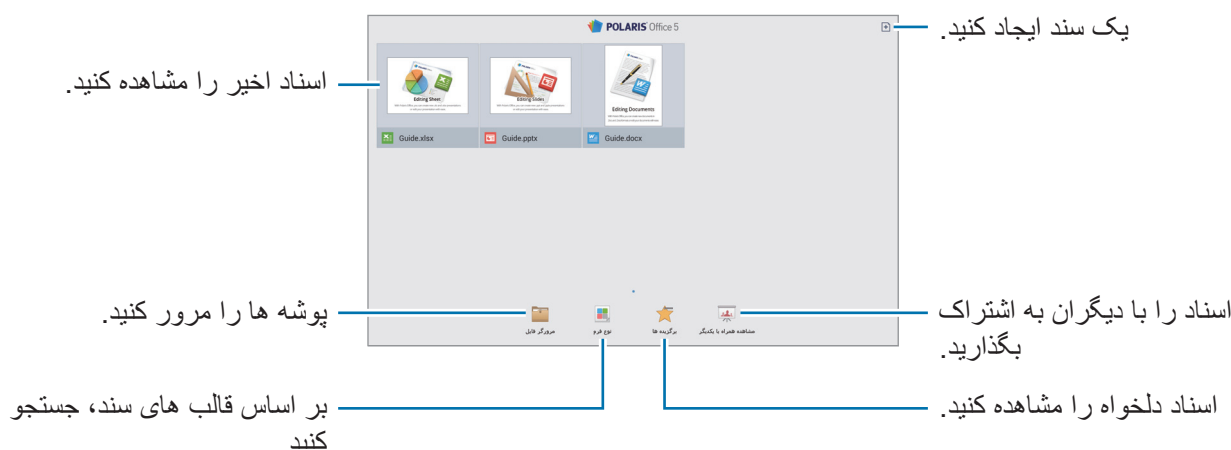 POLARIS Office 5
یک سند ایجاد کنید.
اسناد اخیر را مشاهده کنید.
Editing Sheet
Editing Slides
Editing Documents
Guide.xlsx
Guide.pptx
Guide.docx
پوشه ها را مرور کنید.
مرورگر فایل
نوع فرم
برگزیده ها
مشاهده همراه با یکدیگر
اسناد را با دیگران به اشتراک
بگذارید.
بر اساس قالب های سند، جستجو
کنید
اسناد دلخواه را مشاهده کنید.